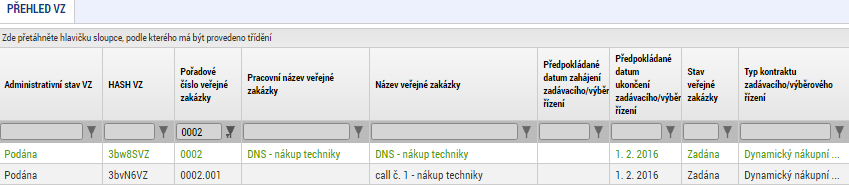 PŘEHLED VZ
Zde přetáhněte hlavičku sloupce, podle kterého má být provedeno třídění
Administrativní stav VZ
HASH VZ
Pořadové
číslo veřejné
zakázky
Pracovní název veřejné
zakázky
Název veřejné zakázky
Předpokládané
datum zahájení
zadávacího/výběr
řízení
Předpokládané
datum
ukončení
zadávacího/výběr
řízení
Stav
veřejné
zakázky
Typ kontraktu
zadávacího/výběrového
řízení
0002
Podána 3bw8SVZ 0002 DNS - nákup techniky DNS - nákup techniky 1. 2. 2016 Zadána Dynamický nákupní ...
Podána 3bvN6VZ 0002.001 call č. 1 - nákup techniky 1. 2. 2016 Zadána Dynamický nákupní ...